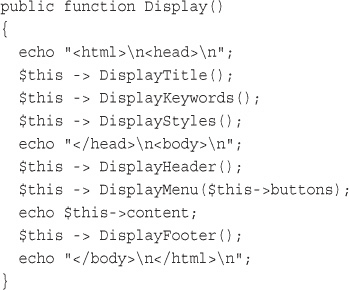 public function Display()
{
  echo "<html>\n<head>\n";
  $this -> DisplayTitle();
  $this -> DisplayKeywords();
  $this -> DisplayStyles();
  echo "</head>\n<body>\n";
  $this -> DisplayHeader();
  $this -> DisplayMenu($this->buttons);
  echo $this->content;
  $this -> DisplayFooter();
  echo "</body>\n</html>\n";
}